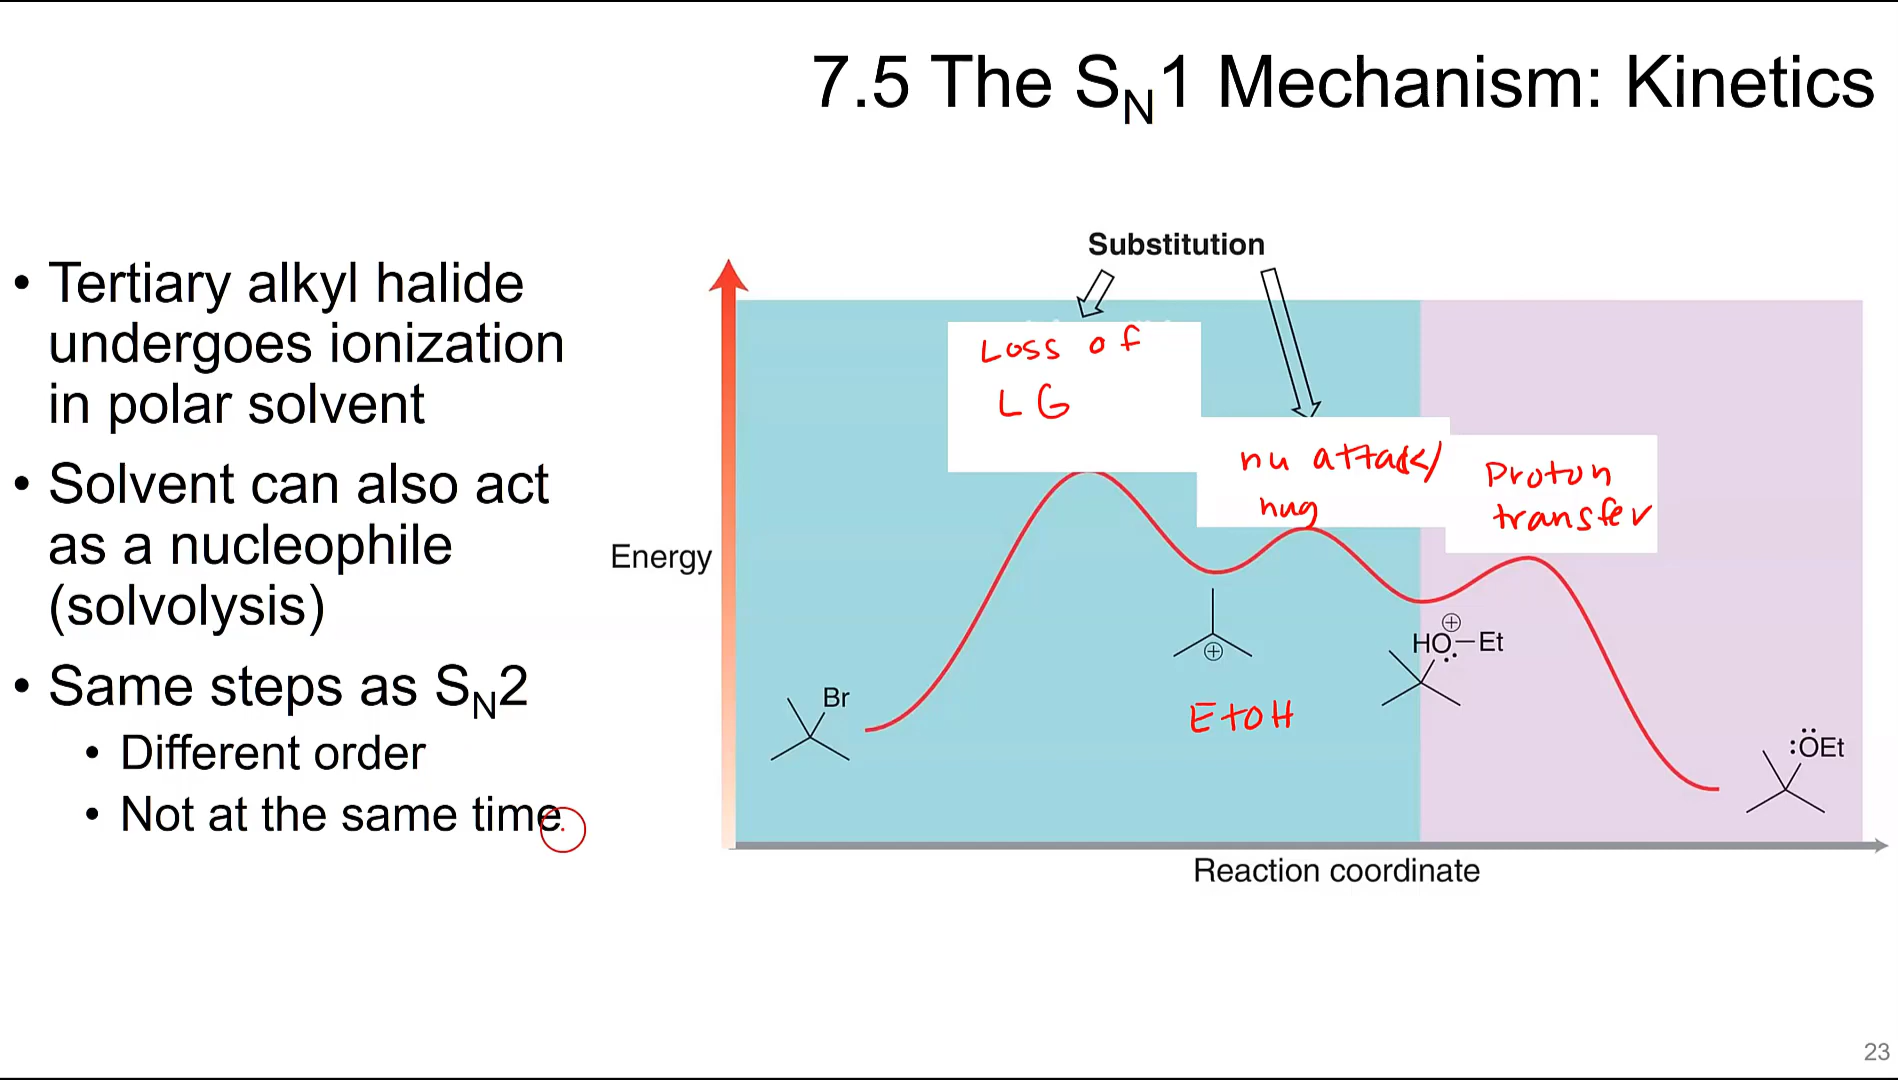 7.5 The SN1 Mechanism: Kinetics
• Tertiary alkyl halide
undergoes ionization
in polar solvent
• Solvent can also act
as a nucleophile
(solvolysis)
• Same steps as SN2
• Different order
• Not at the same time
Substitution
Loss of
LG
nu attack/
hug
Proton
transfer
Energy
Br
⊕
EtOH
⊕
HO–Et
:ÖEt
Reaction coordinate
23